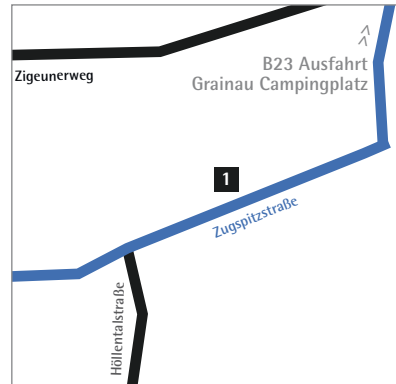 Zigeunerweg
B23 Ausfahrt
Grainau Campingplatz
1
Zugspitzstraße
Höllentalstraße